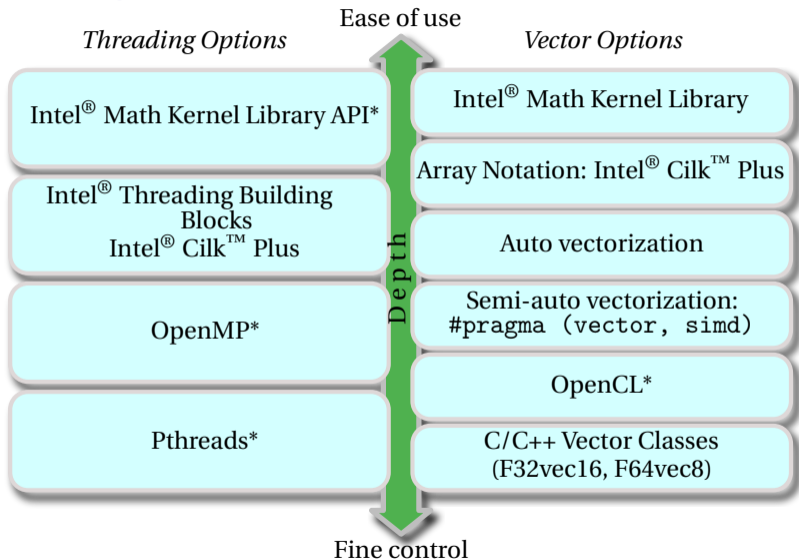 Ease of use
Threading Options
Vector Options
Intel® Math Kernel Library API*
Intel® Threading Building
Blocks
Intel® Cilk™ Plus
OpenMP*
Pthreads*
Depth
Intel® Math Kernel Library
Array Notation: Intel® Cilk™ Plus
Auto vectorization
Semi-auto vectorization:
#pragma (vector, simd)
OpenCL*
C/C++ Vector Classes
(F32vec16, F64vec8)
Fine control